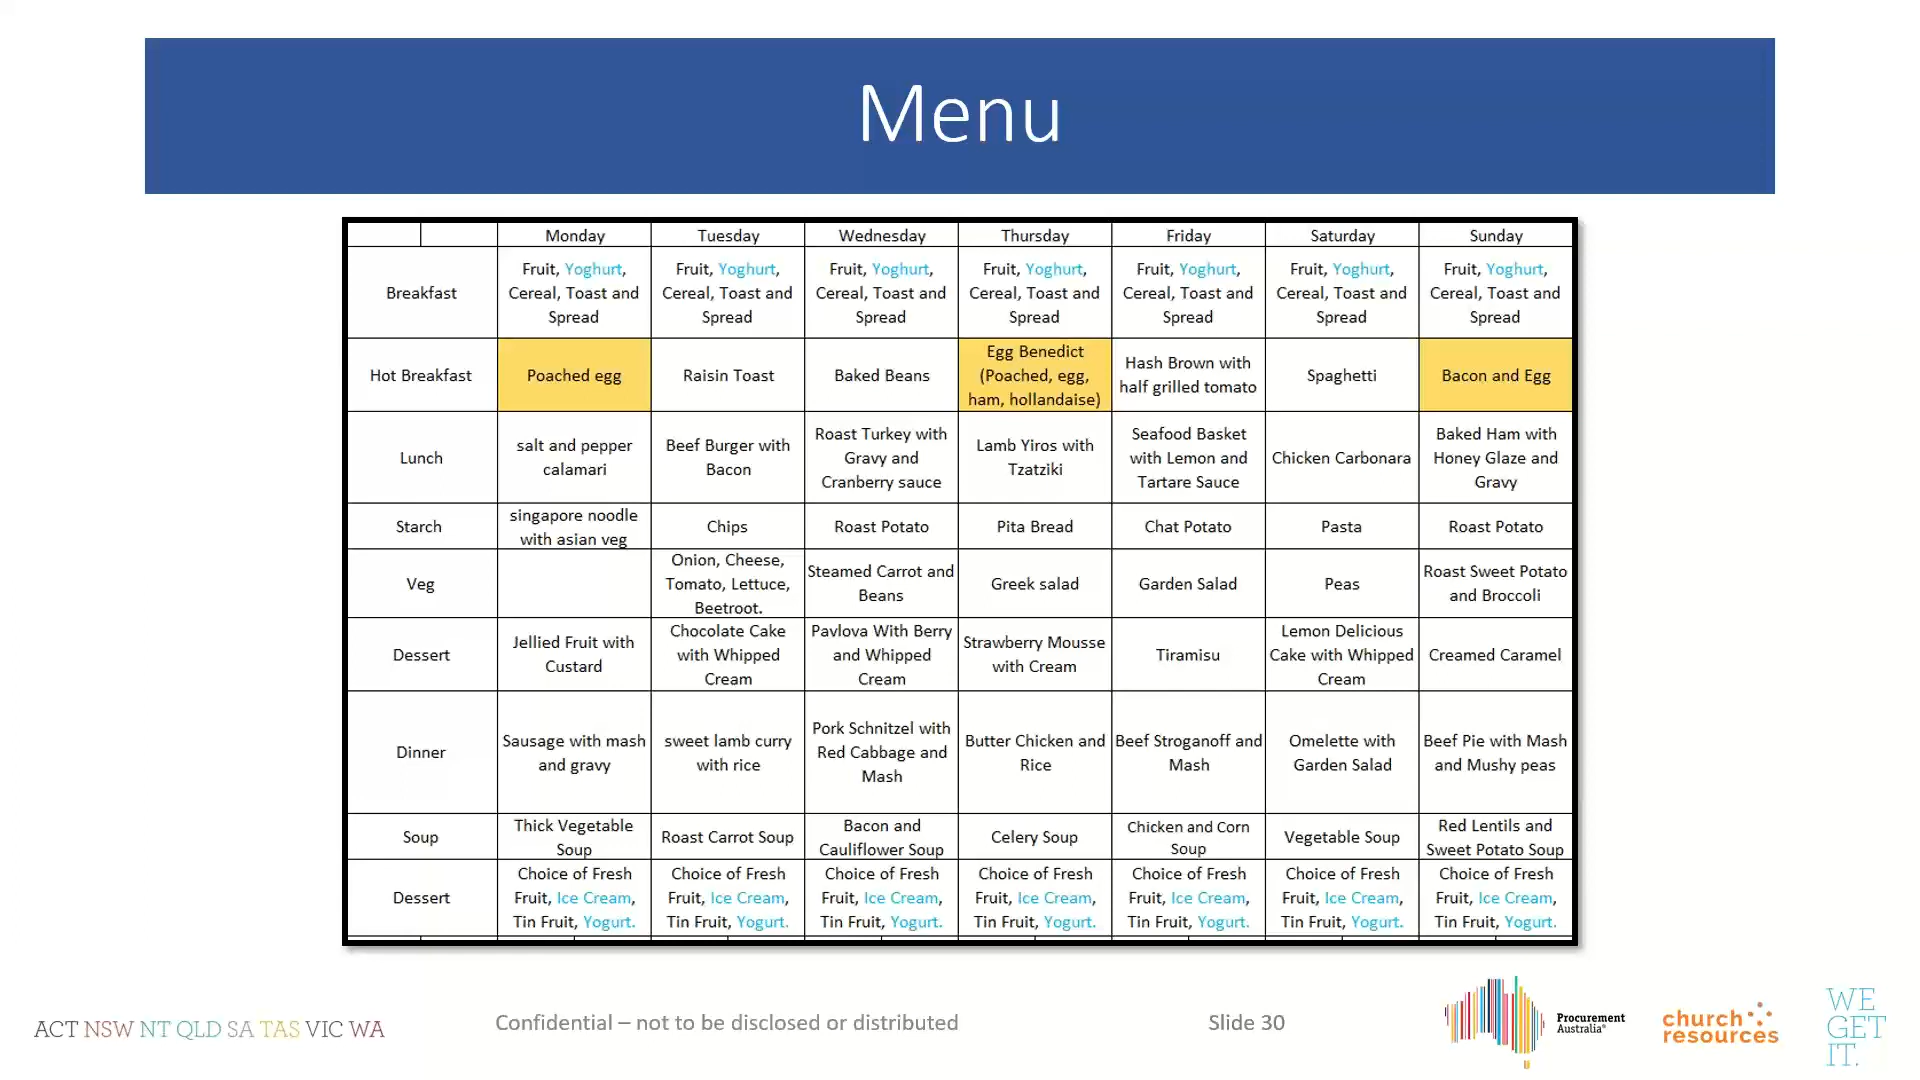 Menu
Monday Tuesday Wednesday Thursday Friday Saturday Sunday
Breakfast
Fruit, Yoghurt,
Cereal, Toast and
Spread
Fruit, Yoghurt,
Cereal, Toast and
Spread
Fruit, Yoghurt,
Cereal, Toast and
Spread
Fruit, Yoghurt,
Cereal, Toast and
Spread
Fruit, Yoghurt,
Cereal, Toast and
Spread
Fruit, Yoghurt,
Cereal, Toast and
Spread
Fruit, Yoghurt,
Cereal, Toast and
Spread
Hot Breakfast
Poached egg
Raisin Toast
Baked Beans
Egg Benedict
(Poached, egg,
ham, hollandaise)
Hash Brown with
half grilled tomato
Spaghetti
Bacon and Egg
Lunch
salt and pepper
calamari
Beef Burger with
Bacon
Roast Turkey with
Gravy and
Cranberry sauce
Lamb Yiros with
Tzatziki
Seafood Basket
with Lemon and
Tartare Sauce
Chicken Carbonara
Baked Ham with
Honey Glaze and
Gravy
Starch
singapore noodle
with asian veg
Chips
Roast Potato
Pita Bread
Chat Potato
Pasta
Roast Potato
Veg
Onion, Cheese,
Tomato, Lettuce,
Beetroot.
Steamed Carrot and
Beans
Greek salad
Garden Salad
Peas
Roast Sweet Potato
and Broccoli
Dessert
Jellied Fruit with
Custard
Chocolate Cake
with Whipped
Cream
Pavlova With Berry
and Whipped
Cream
Strawberry Mousse
with Cream
Tiramisu
Lemon Delicious
Cake with Whipped
Cream
Creamed Caramel
Dinner
Sausage with mash
and gravy
sweet lamb curry
with rice
Pork Schnitzel with
Red Cabbage and
Mash
Butter Chicken and
Rice
Beef Stroganoff and
Mash
Omelette with
Garden Salad
Beef Pie with Mash
and Mushy peas
Soup
Thick Vegetable
Soup
Roast Carrot Soup
Bacon and
Cauliflower Soup
Celery Soup
Chicken and Corn
Soup
Vegetable Soup
Red Lentils and
Sweet Potato Soup
Dessert
Choice of Fresh
Fruit, Ice Cream,
Tin Fruit, Yogurt.
Choice of Fresh
Fruit, Ice Cream,
Tin Fruit, Yogurt.
Choice of Fresh
Fruit, Ice Cream,
Tin Fruit, Yogurt.
Choice of Fresh
Fruit, Ice Cream,
Tin Fruit, Yogurt.
Choice of Fresh
Fruit, Ice Cream,
Tin Fruit, Yogurt.
Choice of Fresh
Fruit, Ice Cream,
Tin Fruit, Yogurt.
Choice of Fresh
Fruit, Ice Cream,
Tin Fruit, Yogurt.
ACT NSW NT QLD SA TAS VIC WA
Confidential – not to be disclosed or distributed
Slide 30
Procurement
Australia®
church
resources
WE
GET
IT.